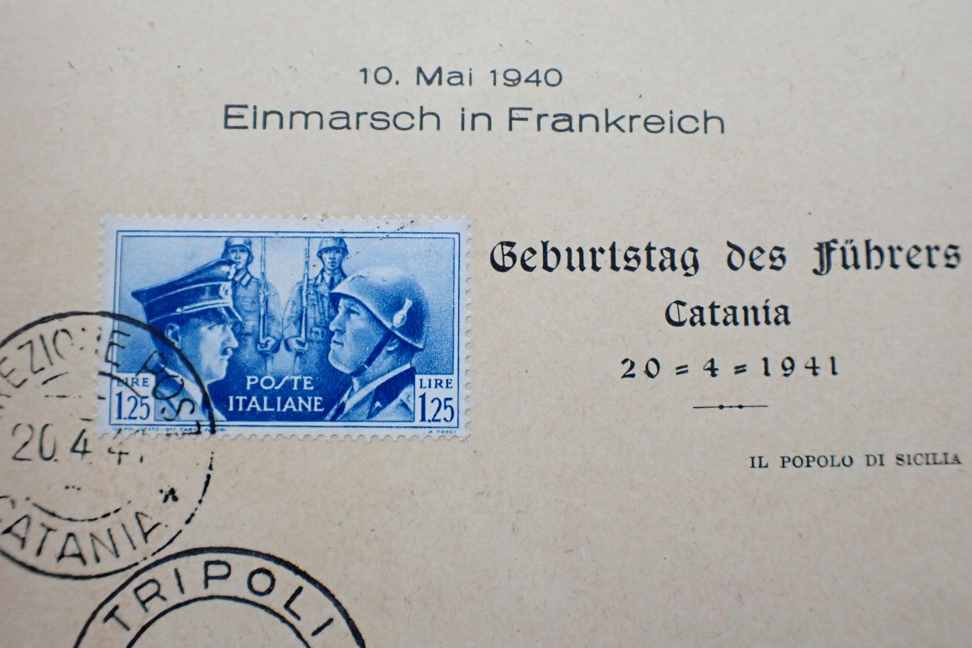 10. Mai 1940
Einmarsch in Frankreich
Geburtstag des Führers
Catania
20=4=1941
IL POPOLO DI SICILIA
LIRE
1.25
POSTE
ITALIANE
LIRE
1.25
20.4.41
CATANIA
TRIPOLI